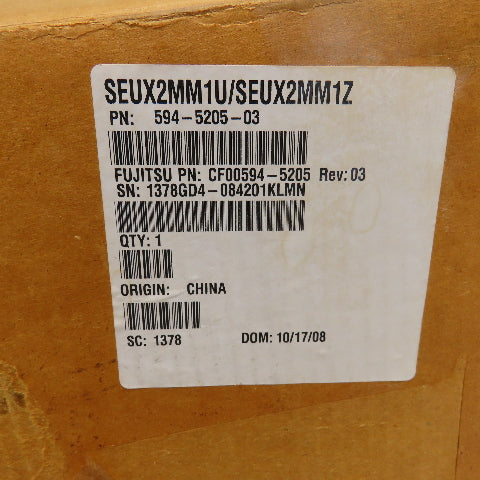 SEUX2MM1U/SEUX2MM1Z
PN: 594-5205-03
FUJITSU PN: CF00594-5205 Rev: 03
SN: 1378GD4-084201KLMN
QTY: 1
ORIGIN: CHINA
SC: 1378 DOM: 10/17/08